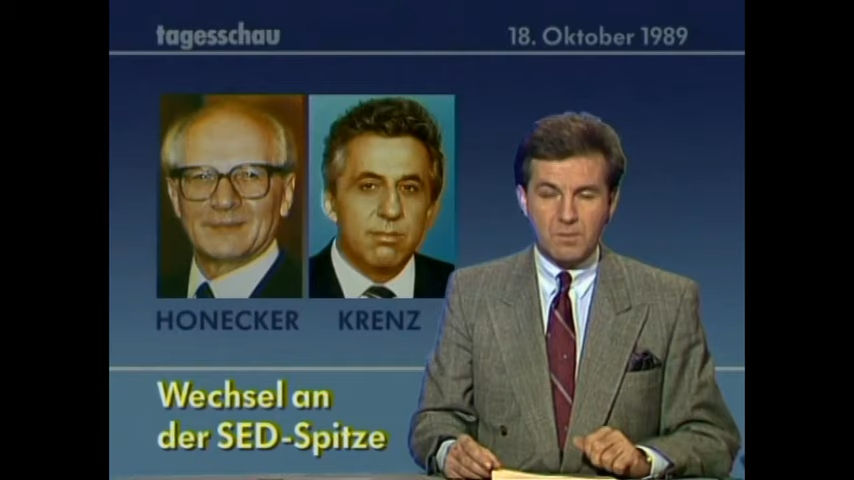 tagesschau
18. Oktober 1989
HONECKER
KRENZ
Wechsel an
der SED-Spitze